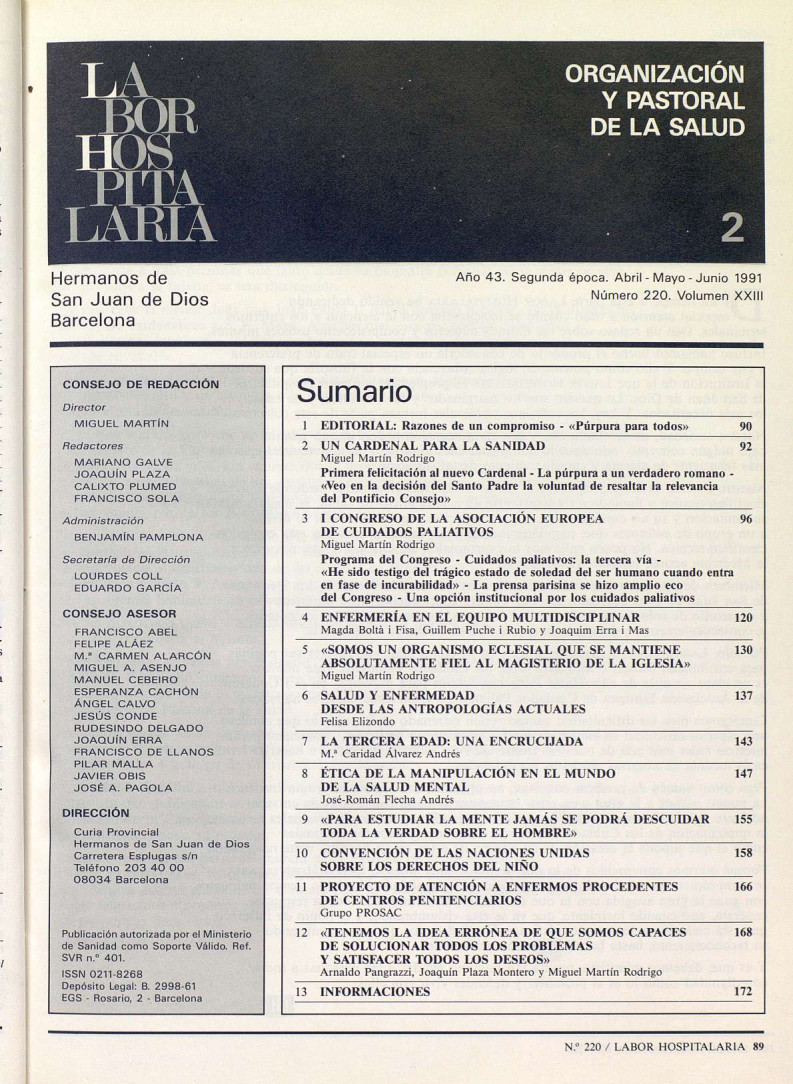 LA
BOR
HOS
PITA
LARIA
ORGANIZACIÓN
Y PASTORAL
DE LA SALUD
2
Hermanos de
San Juan de Dios
Barcelona
Año 43. Segunda época. Abril - Mayo - Junio 1991
Número 220. Volumen XXIII
CONSEJO DE REDACCIÓN
Director
MIGUEL MARTÍN
Redactores
MARIANO GALVE
JOAQUÍN PLAZA
CALIXTO PLUMED
FRANCISCO SOLA
Administración
BENJAMÍN PAMPLONA
Secretaría de Dirección
LOURDES COLL
EDUARDO GARCÍA
CONSEJO ASESOR
FRANCISCO ABEL
FELIPE ALÁEZ
M.ª CARMEN ALARCÓN
MIGUEL A. ASENJO
MANUEL CEBEIRO
ESPERANZA CACHÓN
ÁNGEL CALVO
JESÚS CONDE
RUDESINDO DELGADO
JOAQUÍN ERRA
FRANCISCO DE LLANOS
PILAR MALLA
JAVIER OBIS
JOSÉ A. PAGOLA
DIRECCIÓN
Curia Provincial
Hermanos de San Juan de Dios
Carretera Esplugas s/n
Teléfono 203 40 00
08034 Barcelona
Publicación autorizada por el Ministerio
de Sanidad como Soporte Válido. Ref.
SVR n.º 401.
ISSN 0211-8268
Depósito Legal: B. 2998-61
EGS - Rosario, 2 - Barcelona
Sumario
1 EDITORIAL: Razones de un compromiso - «Púrpura para todos» 90
2 UN CARDENAL PARA LA SANIDAD 92
Miguel Martín Rodrigo
Primera felicitación al nuevo Cardenal - La púrpura a un verdadero romano -
«Veo en la decisión del Santo Padre la voluntad de resaltar la relevancia
del Pontificio Consejo»
3 I CONGRESO DE LA ASOCIACIÓN EUROPEA 96
DE CUIDADOS PALIATIVOS
Miguel Martín Rodrigo
Programa del Congreso - Cuidados paliativos: la tercera vía -
«He sido testigo del trágico estado de soledad del ser humano cuando entra
en fase de incurabilidad» - La prensa parisina se hizo amplio eco
del Congreso - Una opción institucional por los cuidados paliativos
4 ENFERMERÍA EN EL EQUIPO MULTIDISCIPLINAR 120
Magda Boltà i Fisa, Guillem Puche i Rubio y Joaquim Erra i Mas
5 «SOMOS UN ORGANISMO ECLESIAL QUE SE MANTIENE 130
ABSOLUTAMENTE FIEL AL MAGISTERIO DE LA IGLESIA»
Miguel Martín Rodrigo
6 SALUD Y ENFERMEDAD 137
DESDE LAS ANTROPOLOGÍAS ACTUALES
Felisa Elizondo
7 LA TERCERA EDAD: UNA ENCRUCIJADA 143
M.ª Caridad Álvarez Andrés
8 ÉTICA DE LA MANIPULACIÓN EN EL MUNDO 147
DE LA SALUD MENTAL
José-Román Flecha Andrés
9 «PARA ESTUDIAR LA MENTE JAMÁS SE PODRÁ DESCUIDAR 155
TODA LA VERDAD SOBRE EL HOMBRE»
10 CONVENCIÓN DE LAS NACIONES UNIDAS 158
SOBRE LOS DERECHOS DEL NIÑO
11 PROYECTO DE ATENCIÓN A ENFERMOS PROCEDENTES 166
DE CENTROS PENITENCIARIOS
Grupo PROSAC
12 «TENEMOS LA IDEA ERRÓNEA DE QUE SOMOS CAPACES 168
DE SOLUCIONAR TODOS LOS PROBLEMAS
Y SATISFACER TODOS LOS DESEOS»
Arnaldo Pangrazzi, Joaquín Plaza Montero y Miguel Martín Rodrigo
13 INFORMACIONES 172
N.º 220 / LABOR HOSPITALARIA 89